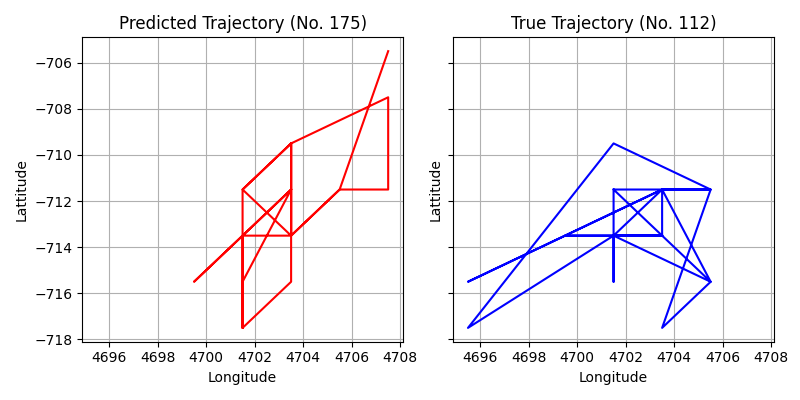 Predicted Trajectory (No. 175)
True Trajectory (No. 112)
−706
−708
−710
−712
−714
−716
−718
Lattitude
Lattitude
4696 4698 4700 4702 4704 4706 4708
4696 4698 4700 4702 4704 4706 4708
Longitude
Longitude